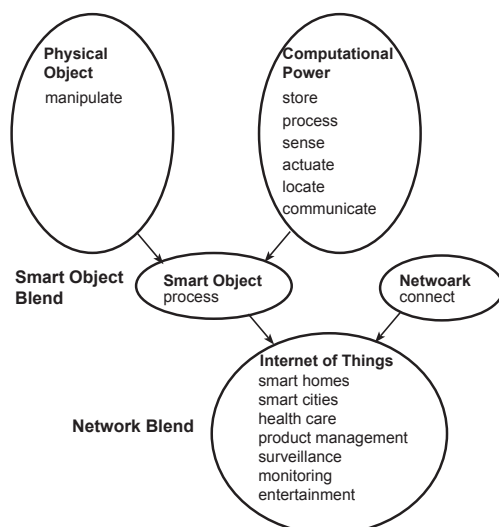 Physical
Object
manipulate
Computational
Power
store
process
sense
actuate
locate
communicate
Smart Object
Blend
Smart Object
process
Netwoark
connect
Internet of Things
smart homes
smart cities
health care
product management
surveillance
monitoring
entertainment
Network Blend